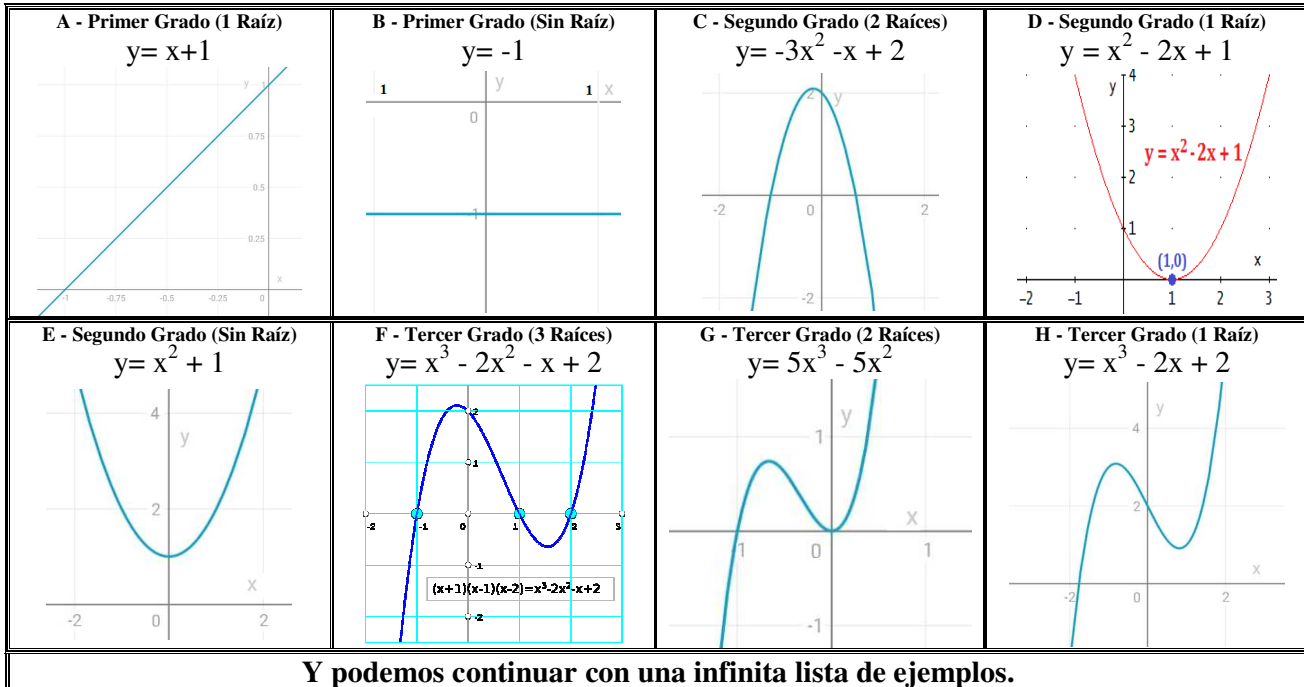 A - Primer Grado (1 Raíz)
y= x+1
y
1
0.75
0.5
0.25
x
-1 -0.75 -0.5 -0.25 0
B - Primer Grado (Sin Raíz)
y= -1
1 y 1 x
0
-1
C - Segundo Grado (2 Raíces)
y= -3x² -x + 2
2 y
-2 0 2
-2
D - Segundo Grado (1 Raíz)
y = x² - 2x + 1
y 4
3
y = x² - 2x + 1
2
1
(1,0) x
-2 -1 1 2 3
E - Segundo Grado (Sin Raíz)
y= x² + 1
4
y
2
x
-2 0 2
F - Tercer Grado (3 Raíces)
y= x³ - 2x² - x + 2
2
1
-2 -1 0 1 2 3
-1
(x+1)(x-1)(x-2)=x³-2x²-x+2
-2
G - Tercer Grado (2 Raíces)
y= 5x³ - 5x²
1 y
x
-1 0 1
-1
H - Tercer Grado (1 Raíz)
y= x³ - 2x + 2
y
4
2
x
-2 0 2
Y podemos continuar con una infinita lista de ejemplos.